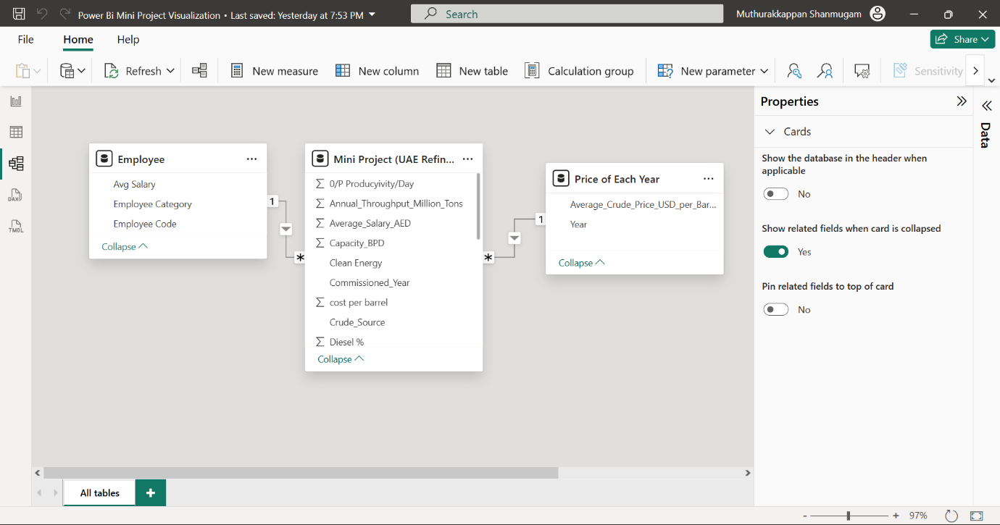 Power Bi Mini Project Visualization • Last saved: Yesterday at 7:53 PM
Search
Muthurakkappan Shanmugam
File
Home
Help
Share
Refresh
New measure
New column
New table
Calculation group
New parameter
Sensitivity
Employee
Avg Salary
Employee Category
Employee Code
Collapse
1
*
Mini Project (UAE Refin...
0/P Producyivity/Day
Annual_Throughput_Million_Tons
Average_Salary_AED
Capacity_BPD
Clean Energy
Commissioned_Year
cost per barrel
Crude_Source
Diesel %
Collapse
*
1
Price of Each Year
Average_Crude_Price_USD_per_Bar...
Year
Collapse
Properties
Cards
Show the database in the header when
applicable
No
Show related fields when card is collapsed
Yes
Pin related fields to top of card
No
Data
DAX
TMDL
All tables
+
- + 97%